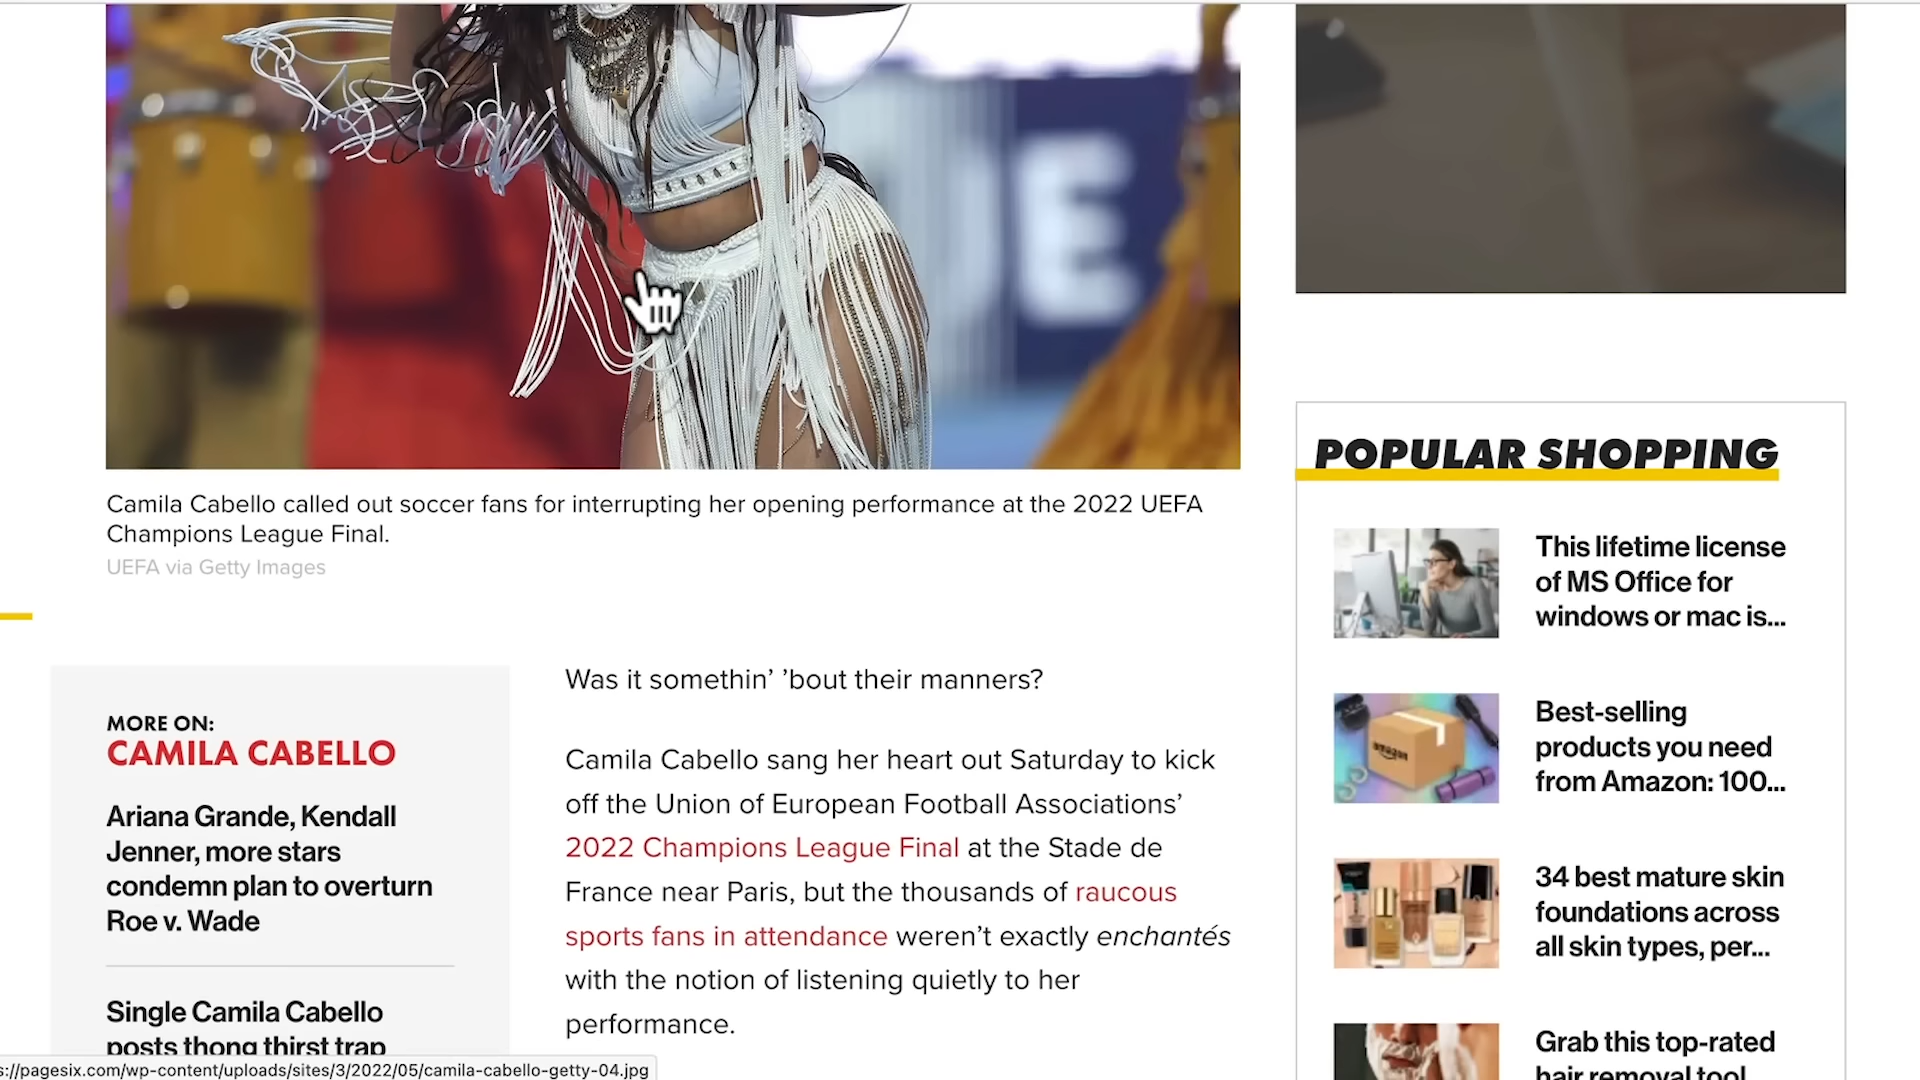 DE
Camila Cabello called out soccer fans for interrupting her opening performance at the 2022 UEFA
Champions League Final.
UEFA via Getty Images
MORE ON:
CAMILA CABELLO
Ariana Grande, Kendall
Jenner, more stars
condemn plan to overturn
Roe v. Wade
Single Camila Cabello
posts thong thirst trap
Was it somethin’ ’bout their manners?
Camila Cabello sang her heart out Saturday to kick
off the Union of European Football Associations’
2022 Champions League Final at the Stade de
France near Paris, but the thousands of raucous
sports fans in attendance weren’t exactly enchantés
with the notion of listening quietly to her
performance.
POPULAR SHOPPING
This lifetime license
of MS Office for
windows or mac is...
Best-selling
products you need
from Amazon: 100...
amazon
34 best mature skin
foundations across
all skin types, per...
Grab this top-rated
hair removal tool
s://pagesix.com/wp-content/uploads/sites/3/2022/05/camila-cabello-getty-04.jpg